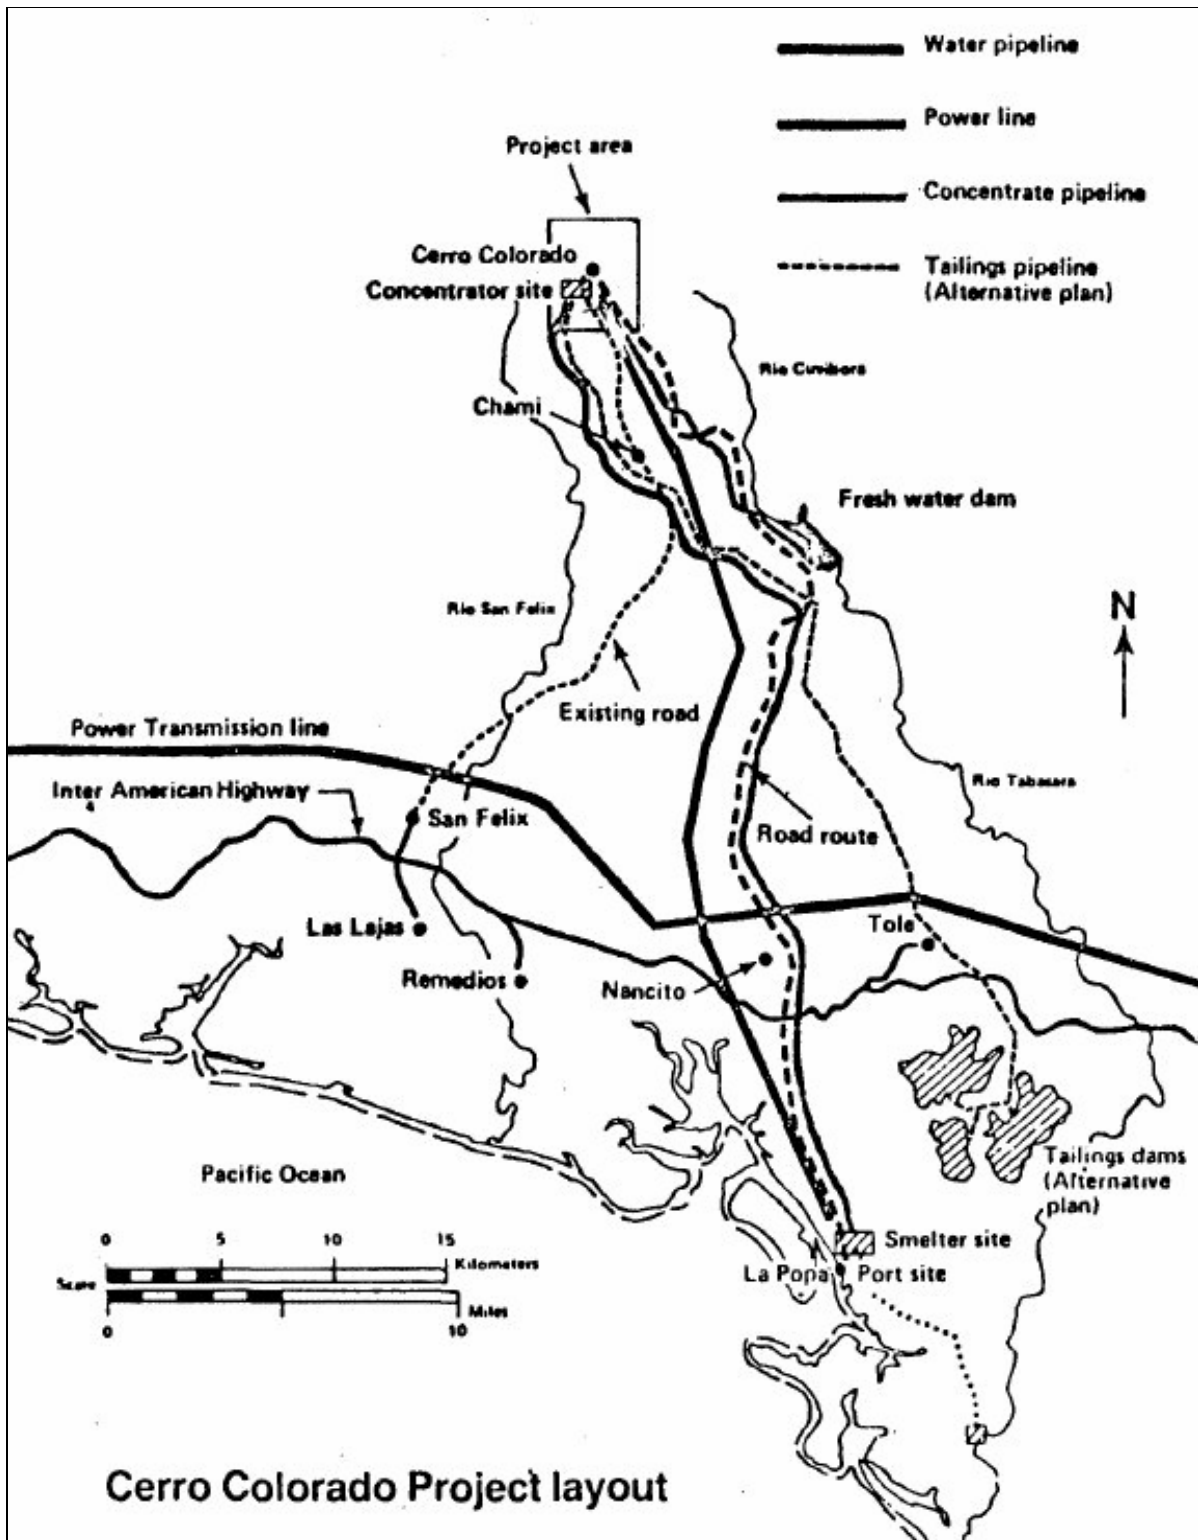 Water pipeline
Power line
Concentrate pipeline
Tailings pipeline
(Alternative plan)
Project area
Cerro Colorado
Concentrator site
Chami
Fresh water dam
Rio San Felix
N
Existing road
Power Transmission line
Inter American Highway
San Felix
Rio Tabasara
Road route
Las Lajas
Tole
Remedios
Nancito
Tailings dams
(Alternative
plan)
Pacific Ocean
Smelter site
La Popa
Port site
0 5 10 15
Kilometers
Scale
Miles
0 10
Cerro Colorado Project layout